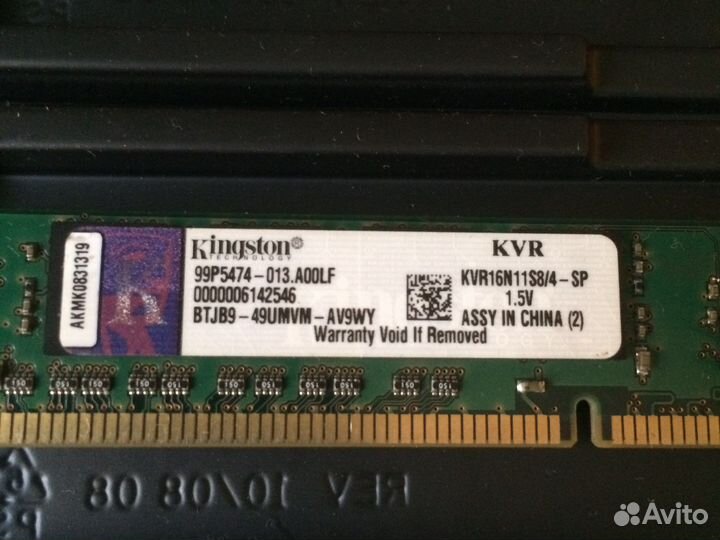 AKMK0831319
Kingston
TECHNOLOGY
99P5474-013.A00LF
0000006142546
BTJB9-49UMVM-AV9WY
KVR
KVR16N11S8/4-SP
1.5V
ASSY IN CHINA (2)
Warranty Void If Removed
REV 10/08 08
Avito